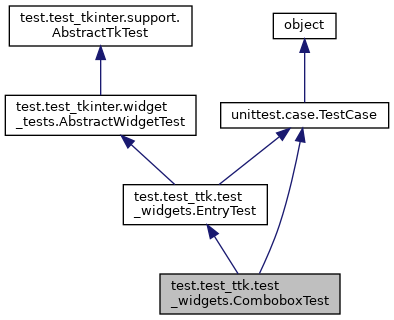 test.test_tkinter.support.
AbstractTkTest
object
test.test_tkinter.widget
_tests.AbstractWidgetTest
unittest.case.TestCase
test.test_ttk.test
_widgets.EntryTest
test.test_ttk.test
_widgets.ComboboxTest